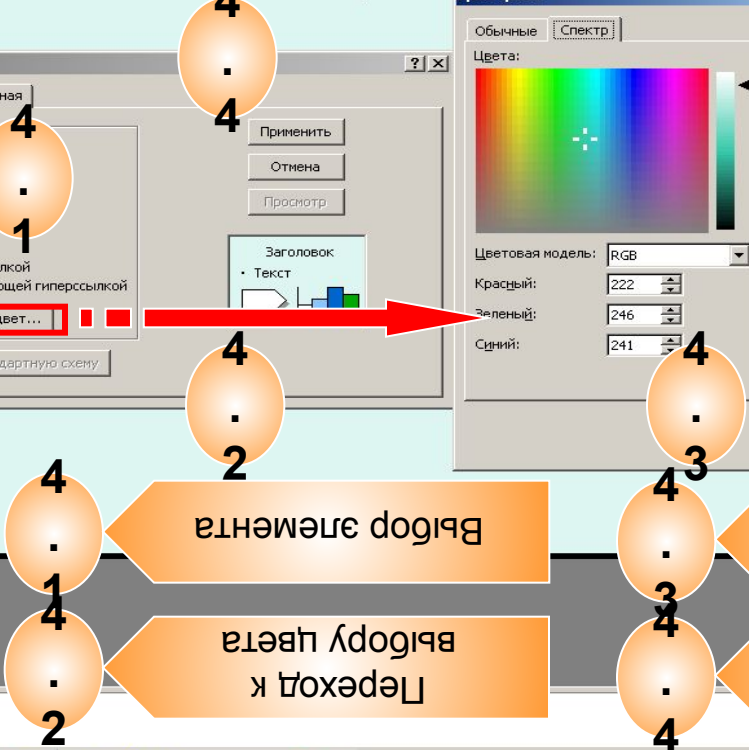 4.4
ная
4.1
Применить
Отмена
Просмотр
Заголовок
• Текст
лкой
ющей гиперссылкой
цвет...
дартную схему
4.2
Обычные
Спектр
Цвета:
Цветовая модель: RGB
Красный: 222
Зеленый: 246
Синий: 241
4.3
4.1
Выбор элемента
4.3
4.2
Переход к
выбору цвета
4.4